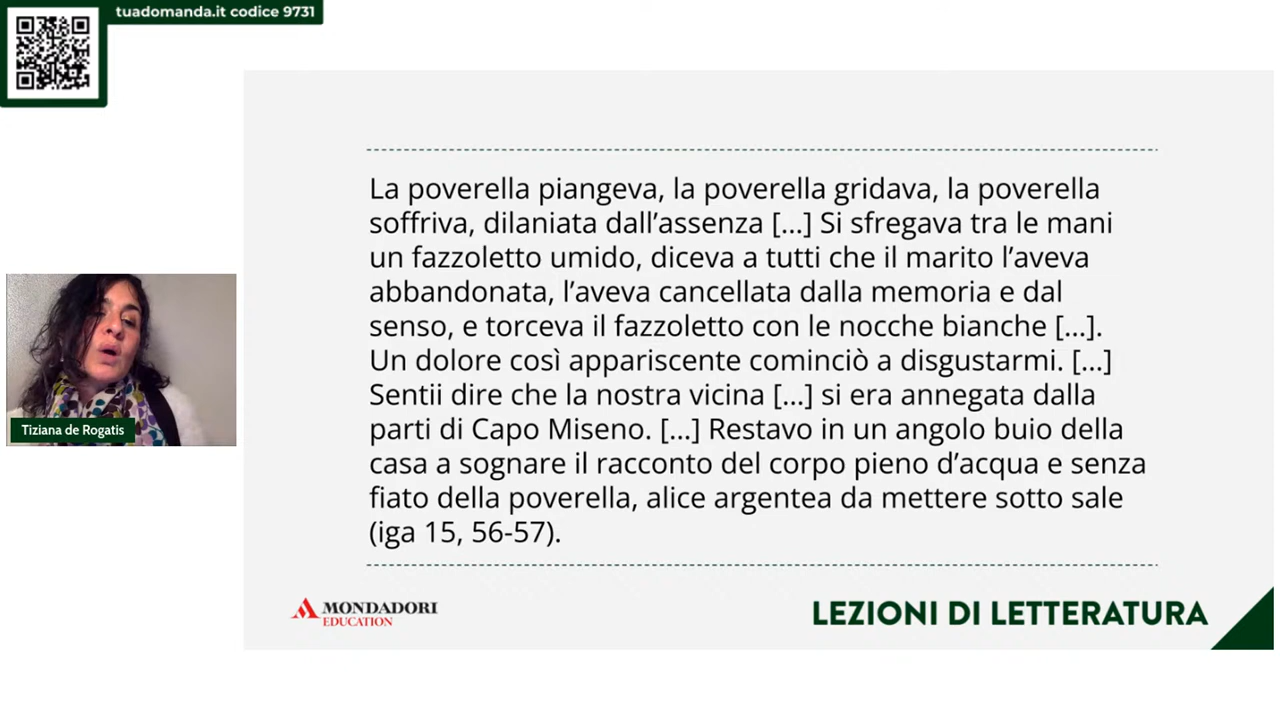 tuadomanda.it codice 9731
La poverella piangeva, la poverella gridava, la poverella
soffriva, dilaniata dall’assenza [...] Si sfregava tra le mani
un fazzoletto umido, diceva a tutti che il marito l’aveva
abbandonata, l’aveva cancellata dalla memoria e dal
senso, e torceva il fazzoletto con le nocche bianche [...].
Un dolore così appariscente cominciò a disgustarmi. [...]
Sentii dire che la nostra vicina [...] si era annegata dalla
parti di Capo Miseno. [...] Restavo in un angolo buio della
casa a sognare il racconto del corpo pieno d’acqua e senza
fiato della poverella, alice argentea da mettere sotto sale
(iga 15, 56-57).
Tiziana de Rogatis
MONDADORI
EDUCATION
LEZIONI DI LETTERATURA